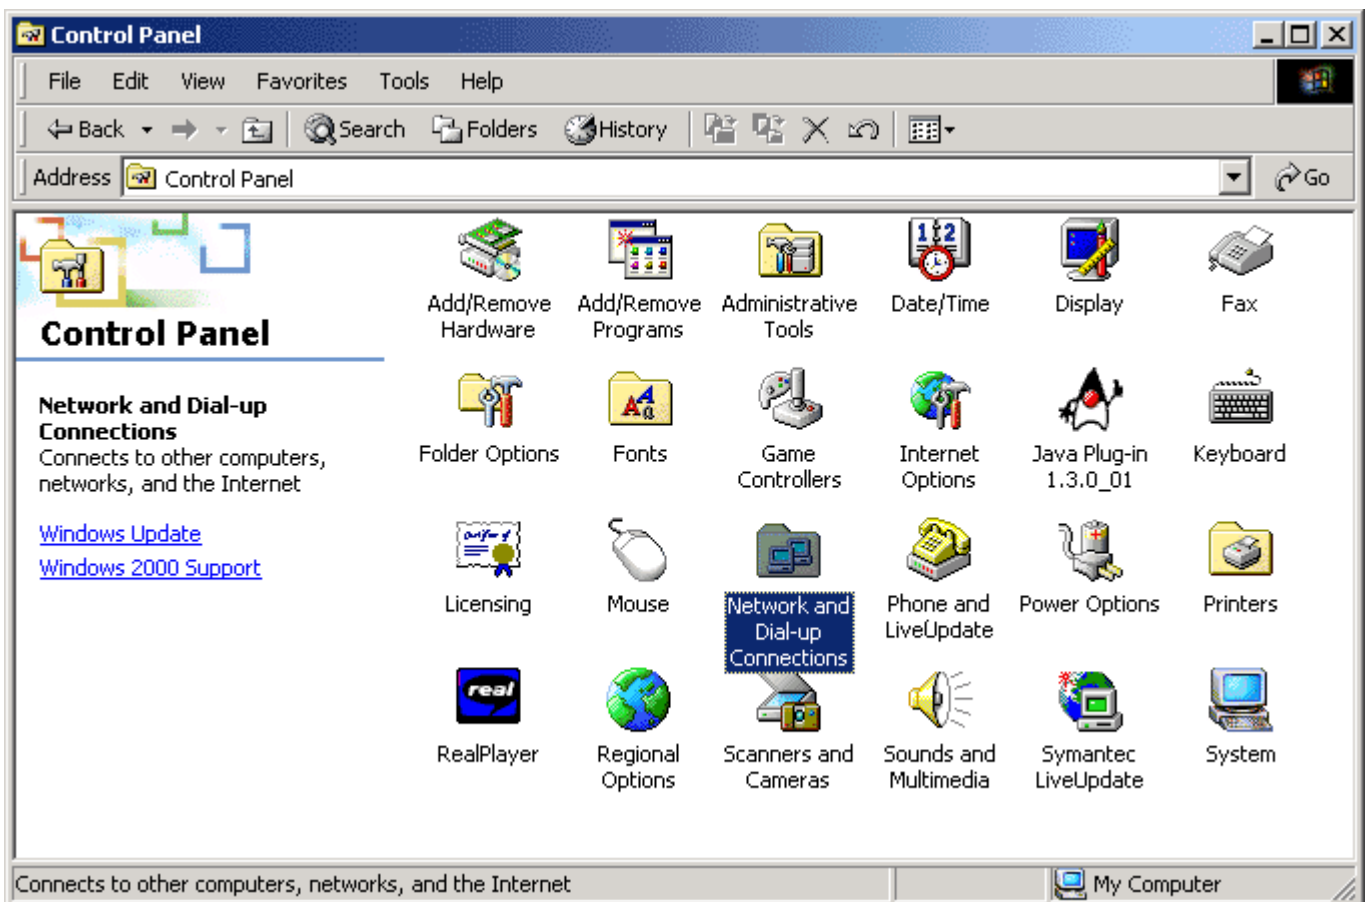 Control Panel
File Edit View Favorites Tools Help
Back Search Folders History
Address Control Panel Go
Control Panel
Network and Dial-up
Connections
Connects to other computers,
networks, and the Internet
Windows Update
Windows 2000 Support
Add/Remove
Hardware
Add/Remove
Programs
Administrative
Tools
1 2
Date/Time
Display
Fax
Folder Options
Fonts
Game
Controllers
Internet
Options
Java Plug-in
1.3.0_01
Keyboard
Licensing
Mouse
Network and
Dial-up
Connections
Phone and
LiveUpdate
Power Options
Printers
real
RealPlayer
Regional
Options
Scanners and
Cameras
Sounds and
Multimedia
Symantec
LiveUpdate
System
Connects to other computers, networks, and the Internet
My Computer